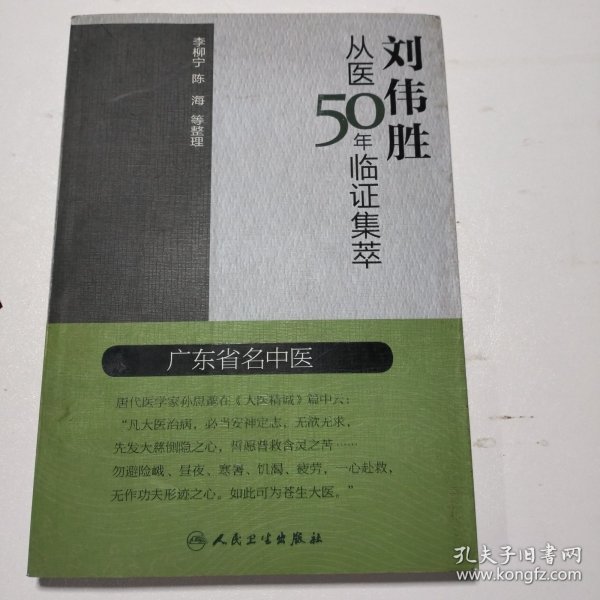 刘伟胜
从医50年临证集萃
李柳宁 陈 海 等整理
广东省名中医
唐代医学家孙思邈在《大医精诚》篇中云：
“凡大医治病，必当安神定志，无欲无求，
先发大慈恻隐之心，誓愿普救含灵之苦……
勿避险巇、昼夜、寒暑、饥渴、疲劳，一心赴救，
无作功夫形迹之心。如此可为苍生大医。”
人民卫生出版社
孔夫子旧书网
www.kongfz.com